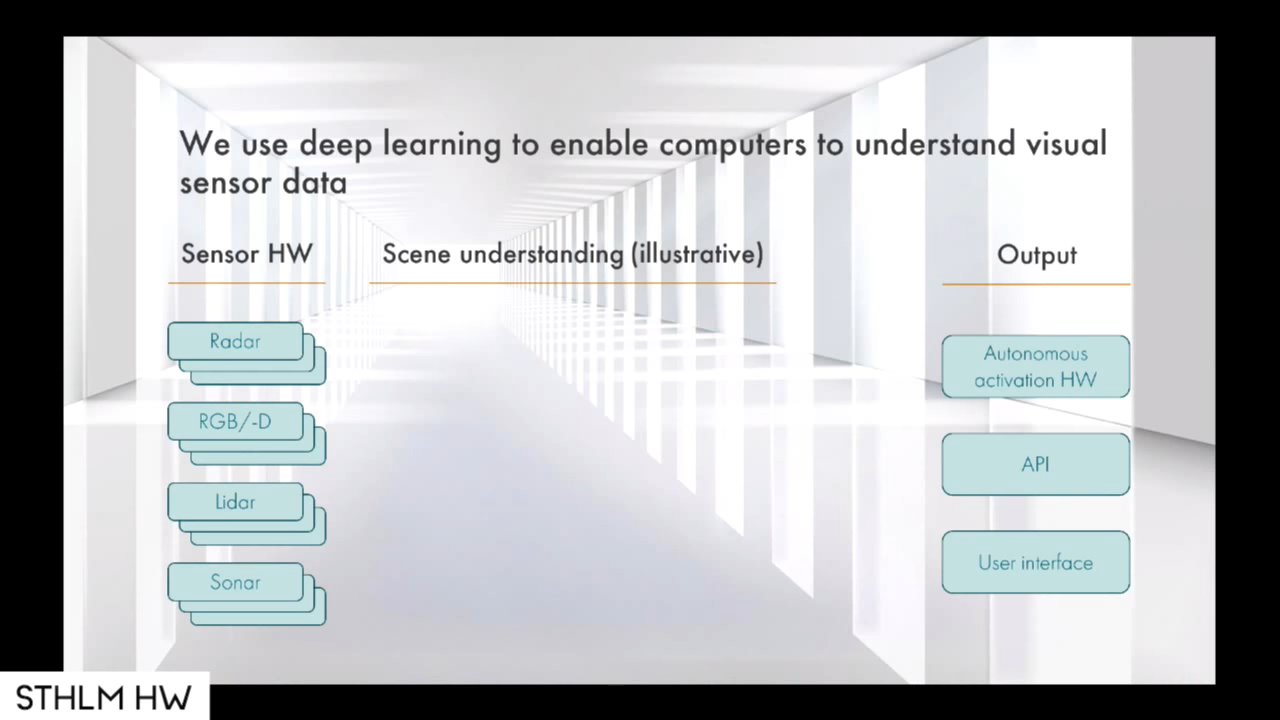 We use deep learning to enable computers to understand visual
sensor data
Sensor HW
Scene understanding (illustrative)
Output
Radar
RGB/-D
Lidar
Sonar
Autonomous
activation HW
API
User interface
STHLM HW